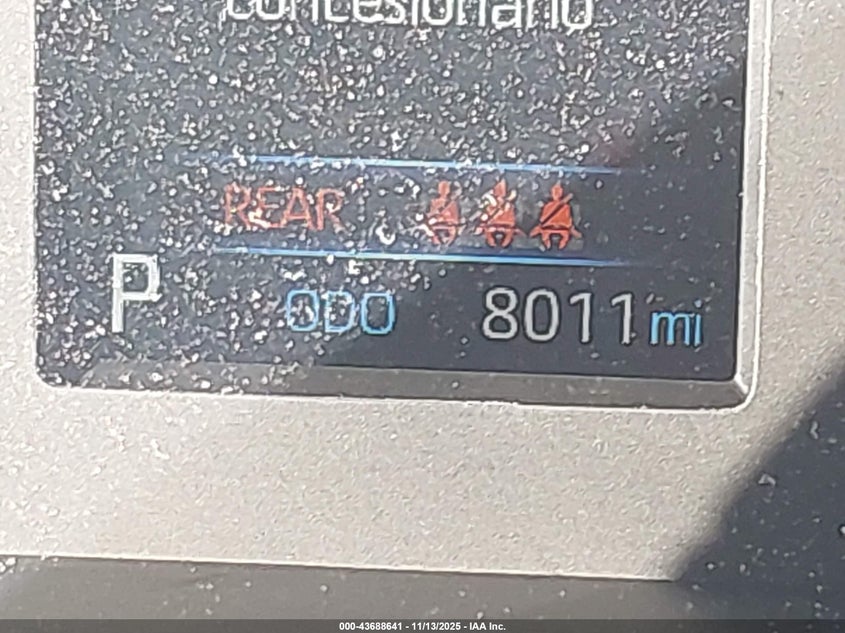 concesionario
REAR
P ODO 8011 mi
000-43688641 - 11/13/2025 - IAA Inc.